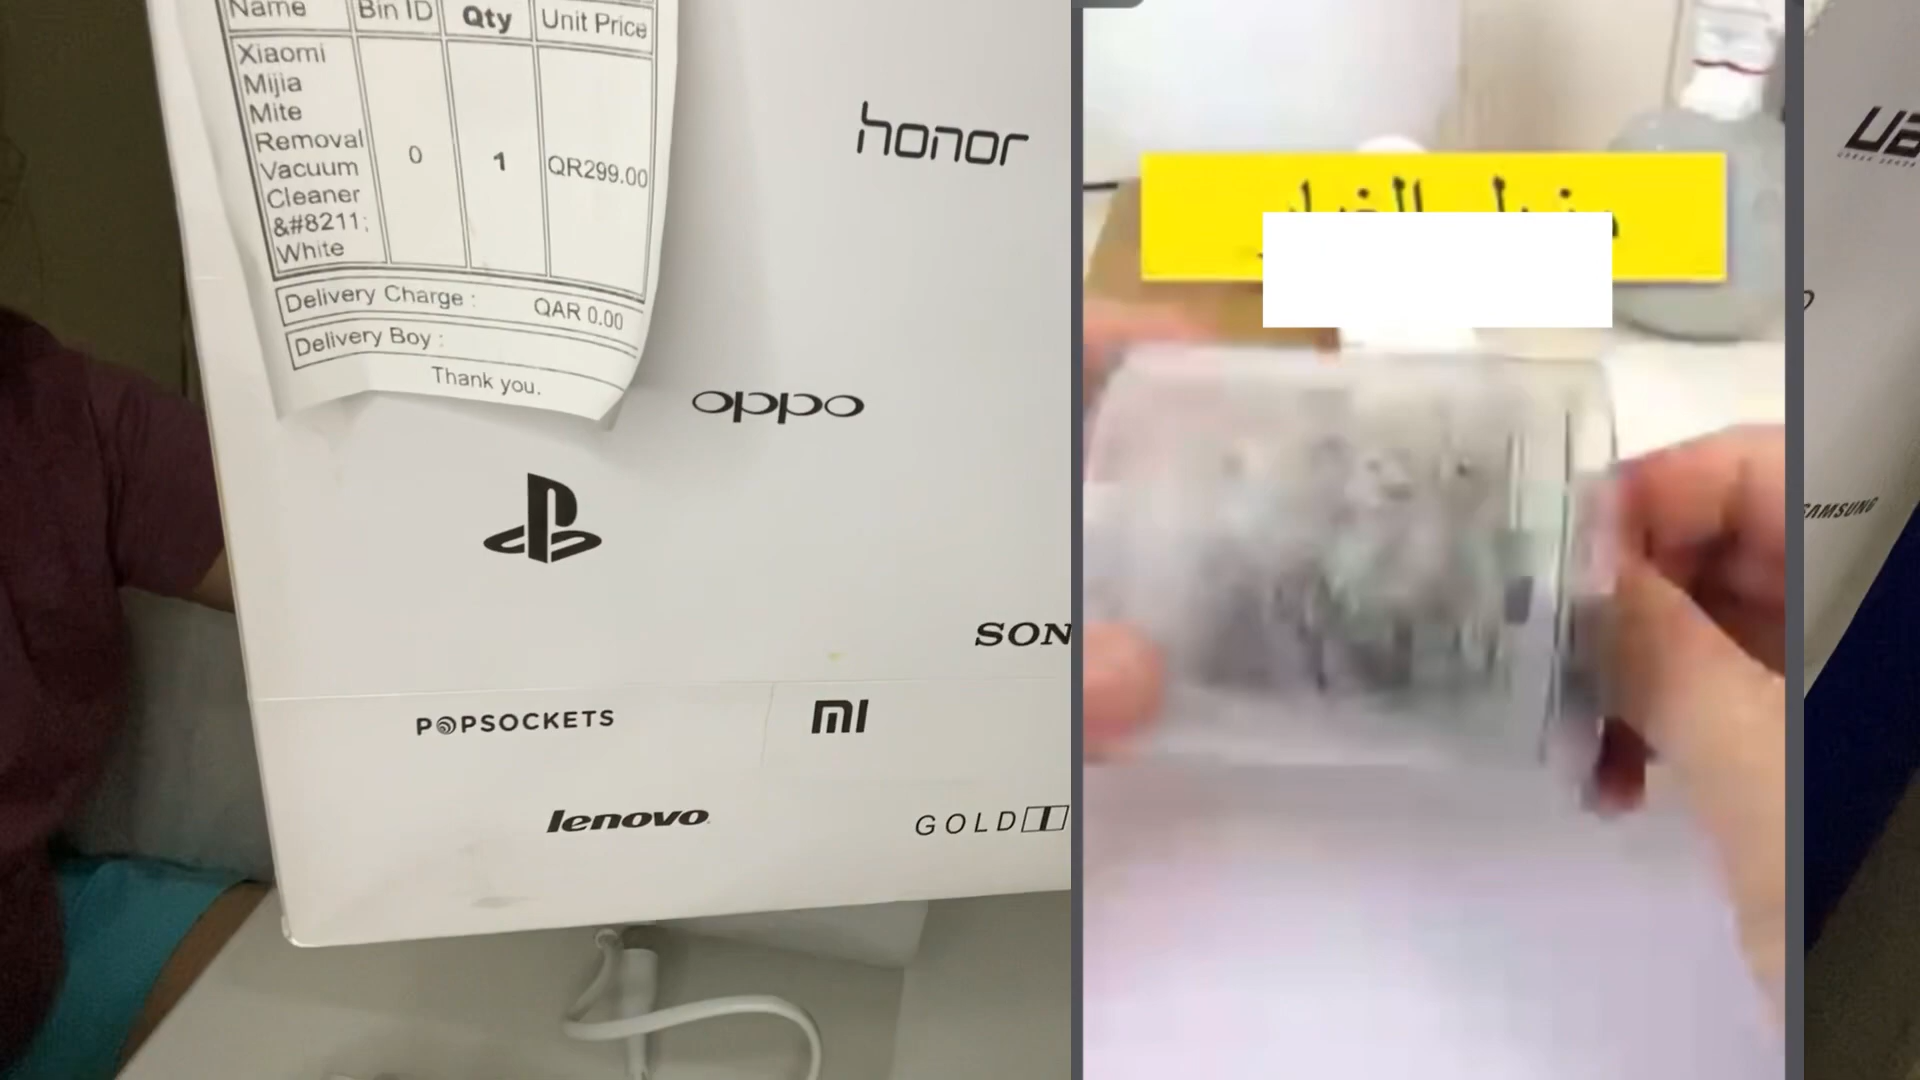 Name Bin ID Qty Unit Price
Xiaomi
Mijia
Mite
Removal
Vacuum
Cleaner
&#8211;
White
0
1
QR299.00
Delivery Charge : QAR 0.00
Delivery Boy :
Thank you.
honor
oppo
SON
POPSOCKETS
MI
lenovo
GOLD
SAMSUNG